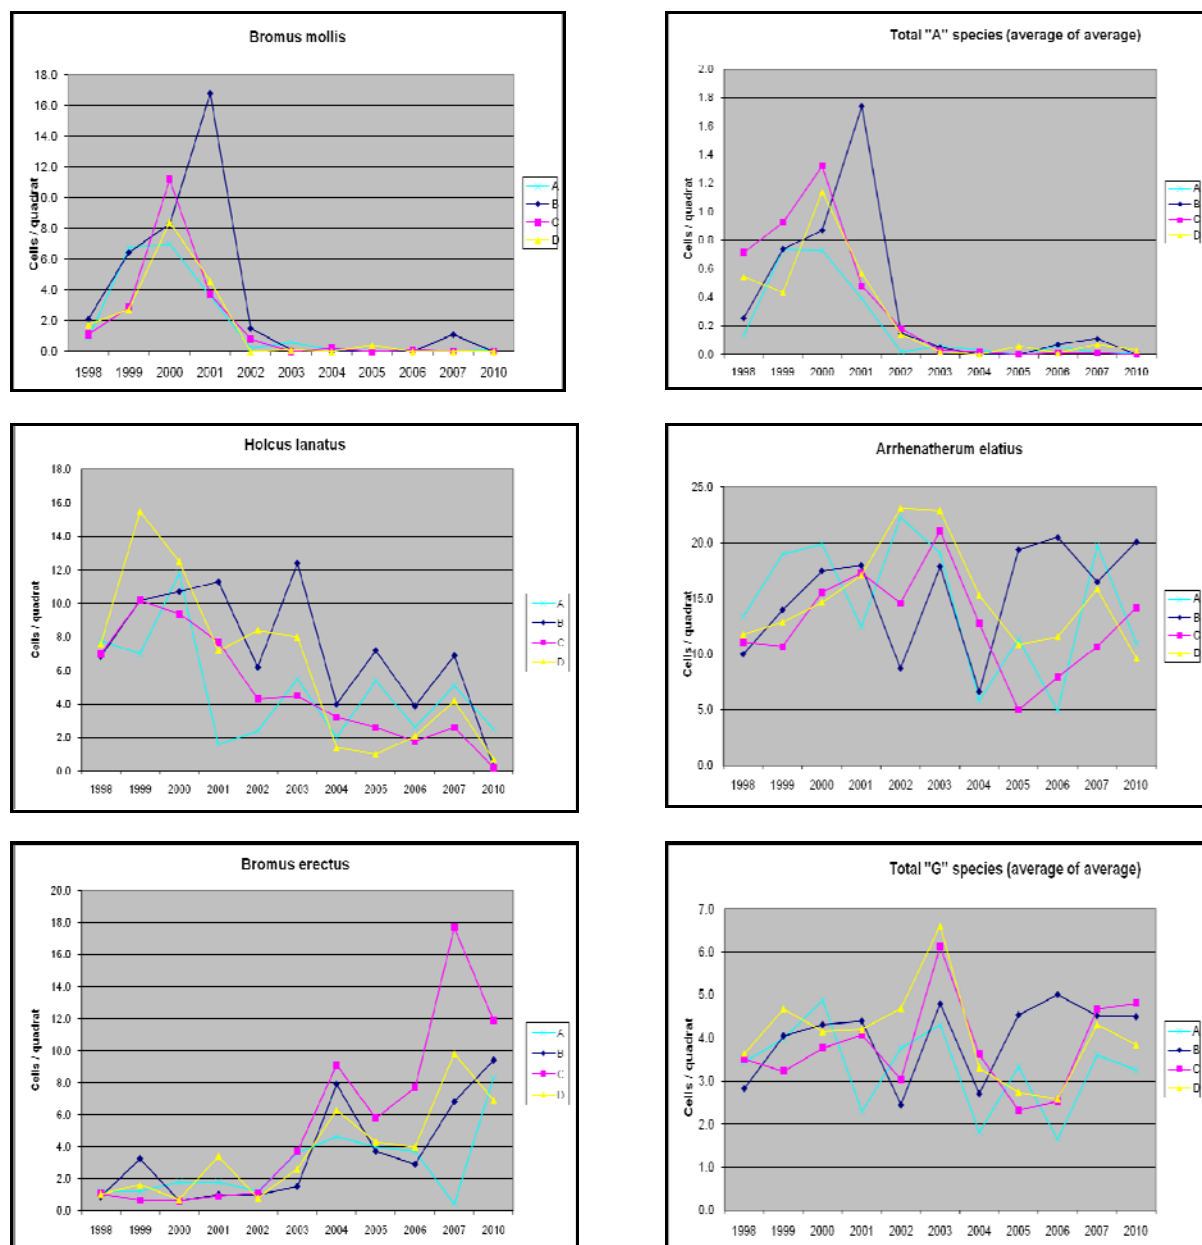 Bromus mollis
18.0
16.0
14.0
12.0
10.0
8.0
6.0
4.0
2.0
0.0
Cells / quadrat
1998 1999 2000 2001 2002 2003 2004 2005 2006 2007 2010
A
B
C
D
Total "A" species (average of average)
2.0
1.8
1.6
1.4
1.2
1.0
0.8
0.6
0.4
0.2
0.0
Cells / quadrat
1998 1999 2000 2001 2002 2003 2004 2005 2006 2007 2010
A
B
C
D
Holcus lanatus
18.0
16.0
14.0
12.0
10.0
8.0
6.0
4.0
2.0
0.0
Cells / quadrat
1998 1999 2000 2001 2002 2003 2004 2005 2006 2007 2010
A
B
C
D
Arrhenatherum elatius
25.0
20.0
15.0
10.0
5.0
0.0
Cells / quadrat
1998 1999 2000 2001 2002 2003 2004 2005 2006 2007 2010
A
B
C
D
Bromus erectus
20.0
18.0
16.0
14.0
12.0
10.0
8.0
6.0
4.0
2.0
0.0
Cells / quadrat
1998 1999 2000 2001 2002 2003 2004 2005 2006 2007 2010
A
B
C
D
Total "G" species (average of average)
7.0
6.0
5.0
4.0
3.0
2.0
1.0
0.0
Cells / quadrat
1998 1999 2000 2001 2002 2003 2004 2005 2006 2007 2010
A
B
C
D